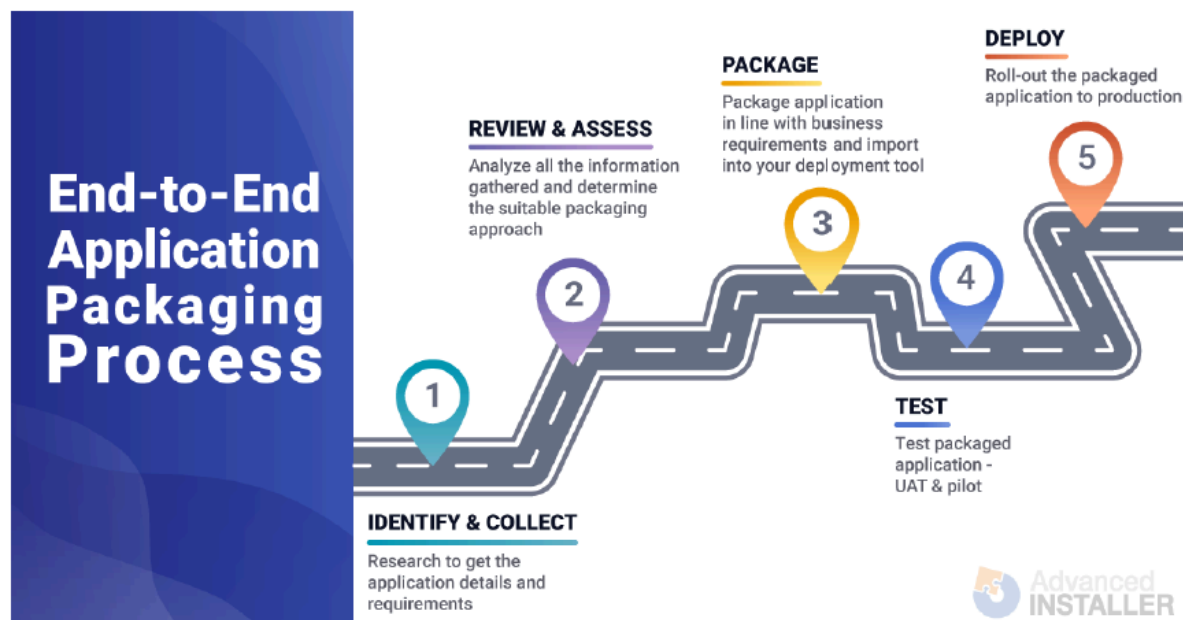 End-to-End
Application
Packaging
Process
1
IDENTIFY & COLLECT
Research to get the
application details and
requirements
2
REVIEW & ASSESS
Analyze all the information
gathered and determine
the suitable packaging
approach
3
PACKAGE
Package application
in line with business
requirements and import
into your deployment tool
4
TEST
Test packaged
application -
UAT & pilot
5
DEPLOY
Roll-out the packaged
application to production
Advanced
INSTALLER